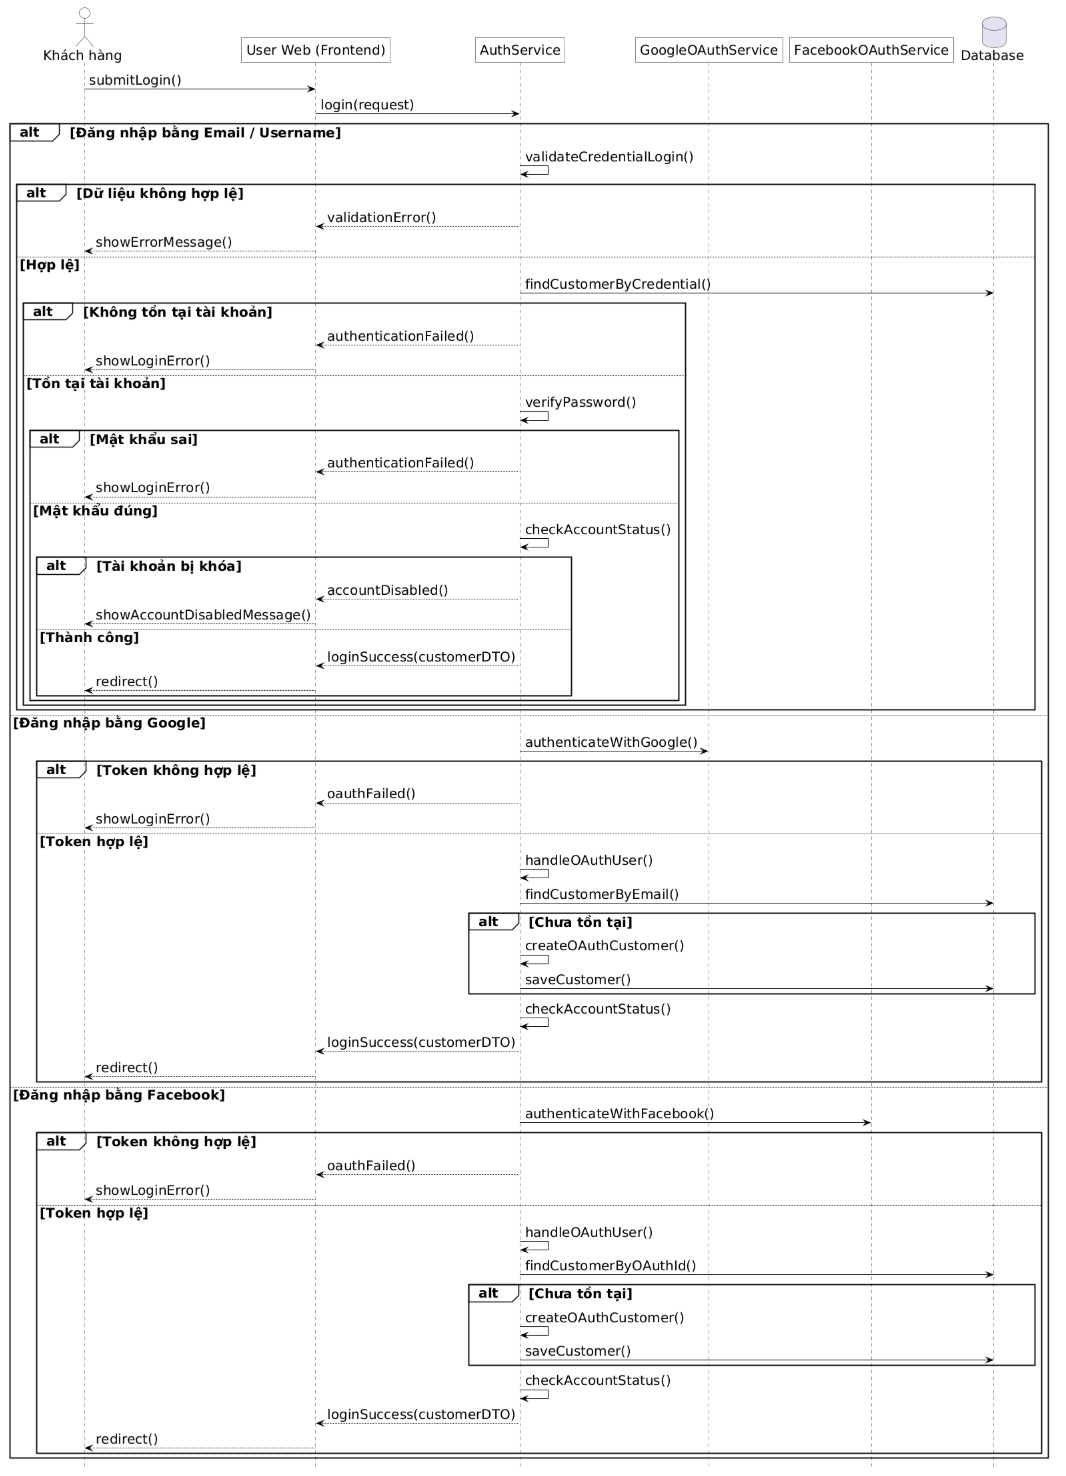 Khách hàng
User Web (Frontend)
AuthService
GoogleOAuthService
FacebookOAuthService
Database
submitLogin()
login(request)
alt [Đăng nhập bằng Email / Username]
validateCredentialLogin()
alt [Dữ liệu không hợp lệ]
validationError()
showErrorMessage()
[Hợp lệ]
findCustomerByCredential()
alt [Không tồn tại tài khoản]
authenticationFailed()
showLoginError()
[Tồn tại tài khoản]
verifyPassword()
alt [Mật khẩu sai]
authenticationFailed()
showLoginError()
[Mật khẩu đúng]
checkAccountStatus()
alt [Tài khoản bị khóa]
accountDisabled()
showAccountDisabledMessage()
[Thành công]
loginSuccess(customerDTO)
redirect()
[Đăng nhập bằng Google]
authenticateWithGoogle()
alt [Token không hợp lệ]
oauthFailed()
showLoginError()
[Token hợp lệ]
handleOAuthUser()
findCustomerByEmail()
alt [Chưa tồn tại]
createOAuthCustomer()
saveCustomer()
checkAccountStatus()
loginSuccess(customerDTO)
redirect()
[Đăng nhập bằng Facebook]
authenticateWithFacebook()
alt [Token không hợp lệ]
oauthFailed()
showLoginError()
[Token hợp lệ]
handleOAuthUser()
findCustomerByOAuthId()
alt [Chưa tồn tại]
createOAuthCustomer()
saveCustomer()
checkAccountStatus()
loginSuccess(customerDTO)
redirect()